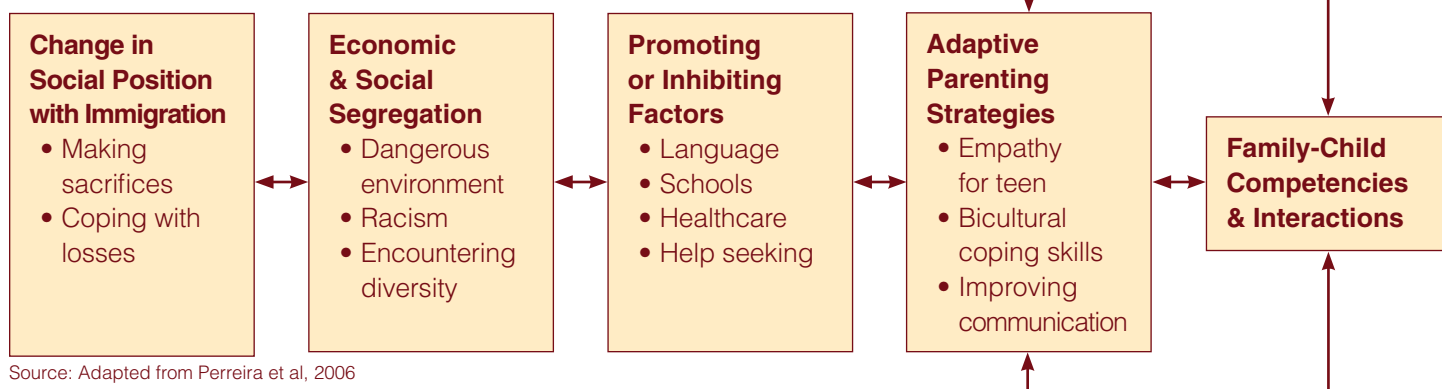 Change in
Social Position
with Immigration
• Making
sacrifices
• Coping with
losses
Economic
& Social
Segregation
• Dangerous
environment
• Racism
• Encountering
diversity
Promoting
or Inhibiting
Factors
• Language
• Schools
• Healthcare
• Help seeking
Adaptive
Parenting
Strategies
• Empathy
for teen
• Bicultural
coping skills
• Improving
communication
Family-Child
Competencies
& Interactions
Source: Adapted from Perreira et al, 2006